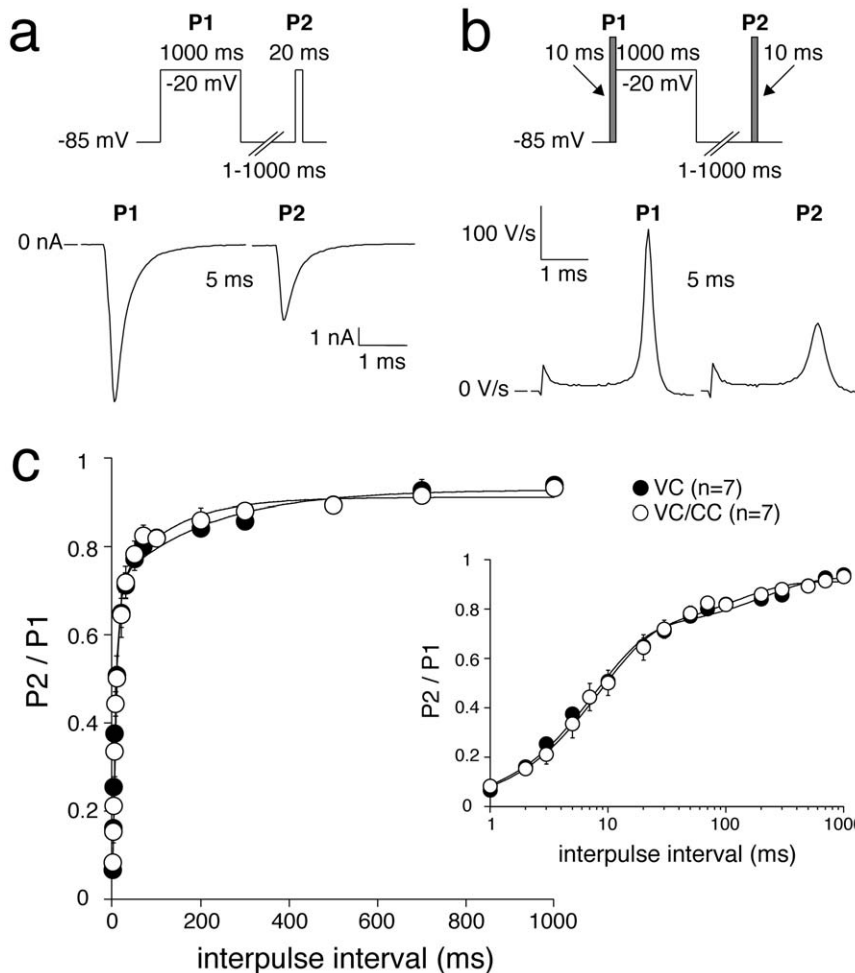 a
P1
P2
1000 ms
20 ms
-20 mV
-85 mV
1-1000 ms
P1
P2
0 nA
5 ms
1 nA
1 ms
b
P1
P2
10 ms
1000 ms
10 ms
-20 mV
-85 mV
1-1000 ms
P1
P2
100 V/s
1 ms
5 ms
0 V/s
c
1
0.8
0.6
0.4
0.2
0
P2 / P1
0
200
400
600
800
1000
interpulse interval (ms)
VC (n=7)
VC/CC (n=7)
1
0.8
0.6
0.4
0.2
0
P2 / P1
1
10
100
1000
interpulse interval (ms)